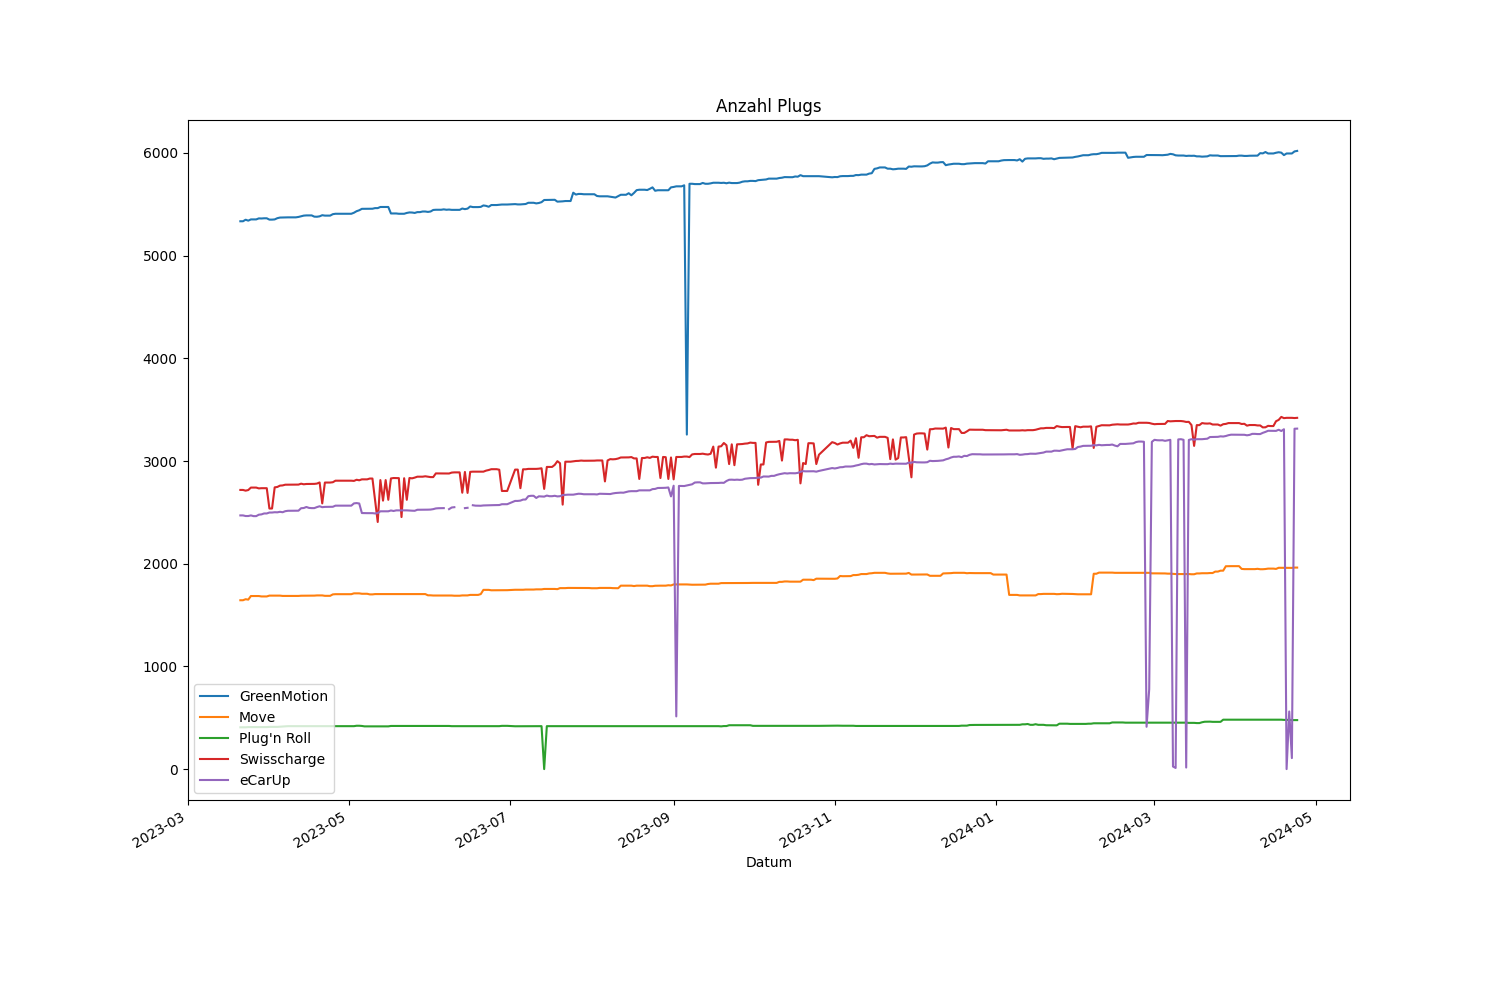 Anzahl Plugs
6000
5000
4000
3000
2000
1000
0
GreenMotion
Move
Plug'n Roll
Swisscharge
eCarUp
2023-03
2023-05
2023-07
2023-09
2023-11
2024-01
2024-03
2024-05
Datum